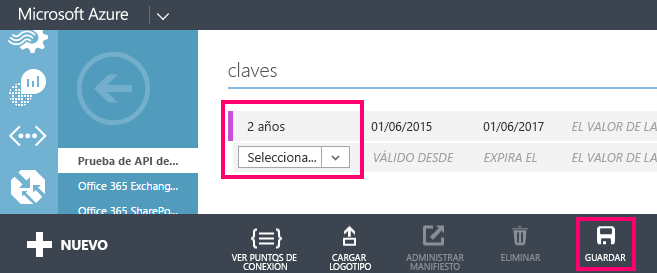 Microsoft Azure
claves
2 años 01/06/2015 01/06/2017 EL VALOR DE LA
Selecciona... VÁLIDO DESDE EXPIRA EL EL VALOR DE LA
Prueba de API de...
Office 365 Exchang...
Office 365 SharePo...
NUEVO
VER PUNTOS DE
CONEXIÓN
CARGAR
LOGOTIPO
ADMINISTRAR
MANIFIESTO
ELIMINAR
GUARDAR